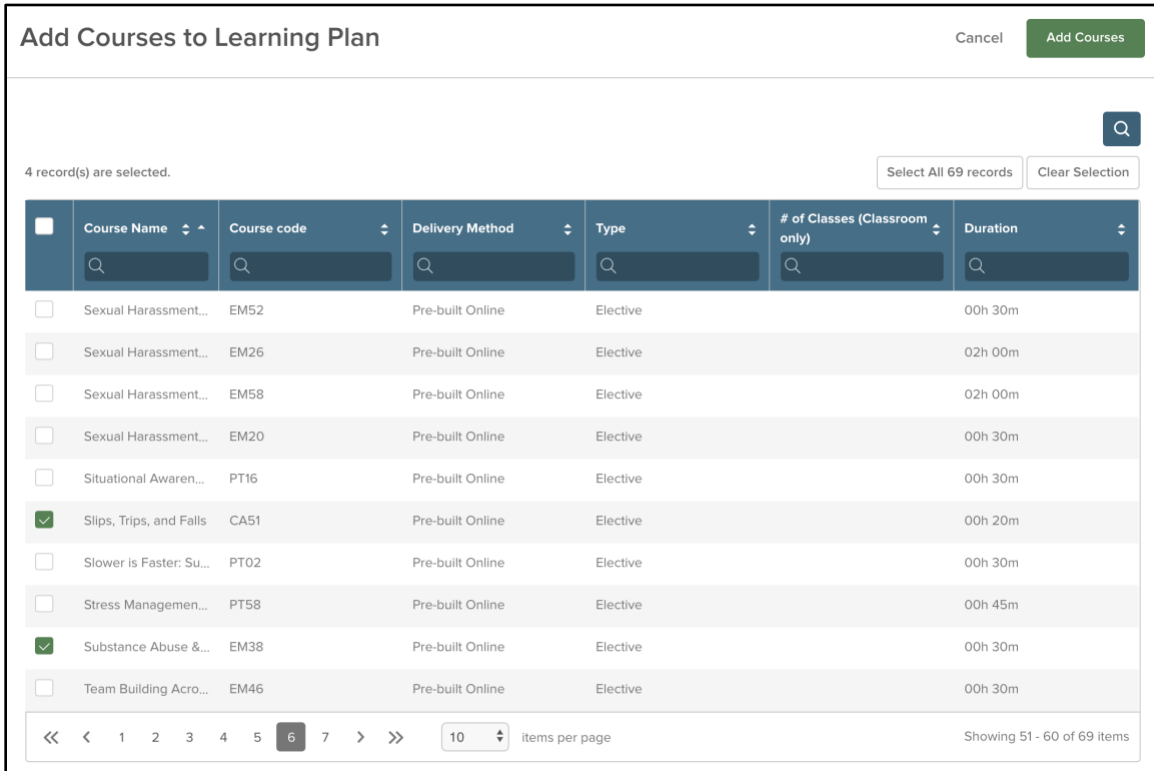 Add Courses to Learning Plan Cancel Add Courses
4 record(s) are selected. Select All 69 records Clear Selection
Course Name Course code Delivery Method Type # of Classes (Classroom only) Duration
Sexual Harassment... EM52 Pre-built Online Elective 00h 30m
Sexual Harassment... EM26 Pre-built Online Elective 02h 00m
Sexual Harassment... EM58 Pre-built Online Elective 02h 00m
Sexual Harassment... EM20 Pre-built Online Elective 00h 30m
Situational Awaren... PT16 Pre-built Online Elective 00h 30m
Slips, Trips, and Falls CA51 Pre-built Online Elective 00h 20m
Slower is Faster: Su... PT02 Pre-built Online Elective 00h 30m
Stress Managemen... PT58 Pre-built Online Elective 00h 45m
Substance Abuse &... EM38 Pre-built Online Elective 00h 30m
Team Building Acro... EM46 Pre-built Online Elective 00h 30m
1 2 3 4 5 6 7 10 items per page Showing 51 - 60 of 69 items